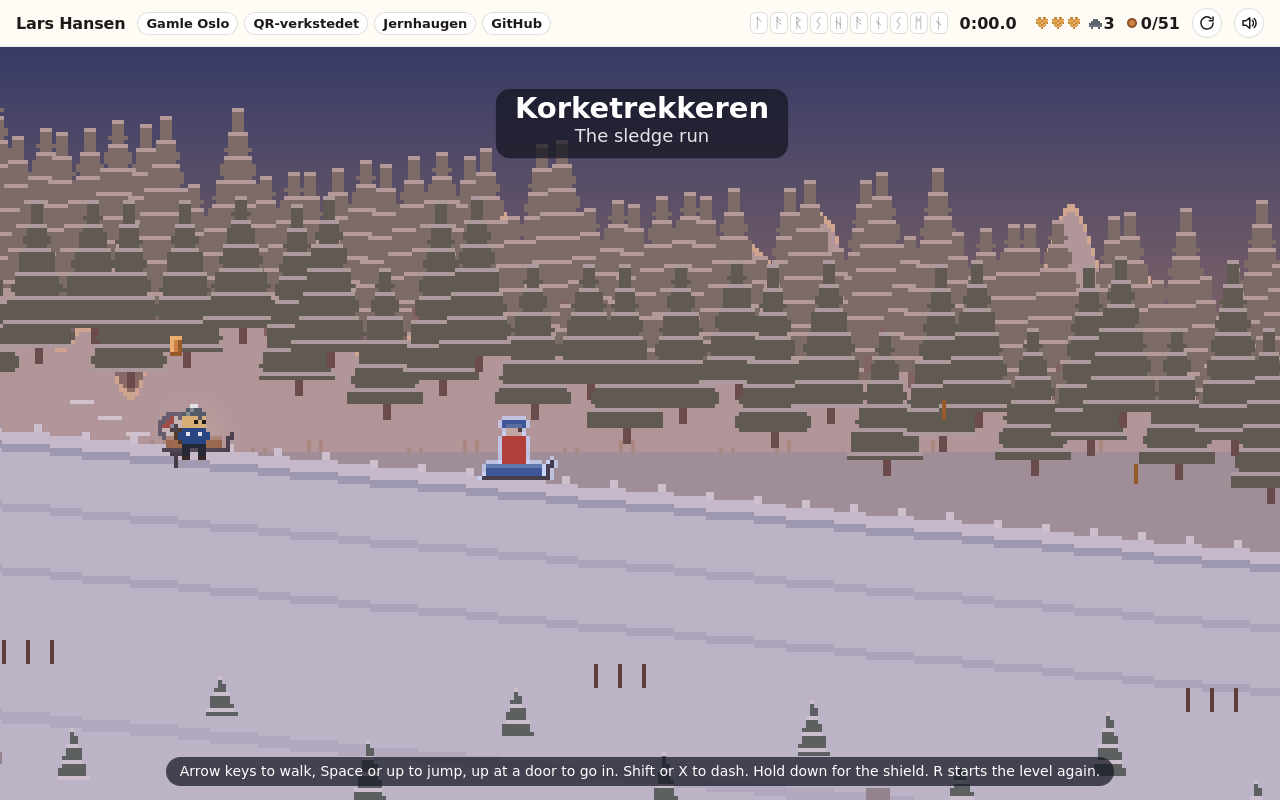 Lars Hansen Gamle Oslo QR-verkstedet Jernhaugen GitHub ᛚᚨᚱᛊᚺᚨᚾᛊᛖᚾ 0:00.0 3 0/51
Korketrekkeren
The sledge run
Arrow keys to walk, Space or up to jump, up at a door to go in. Shift or X to dash. Hold down for the shield. R starts the level again.